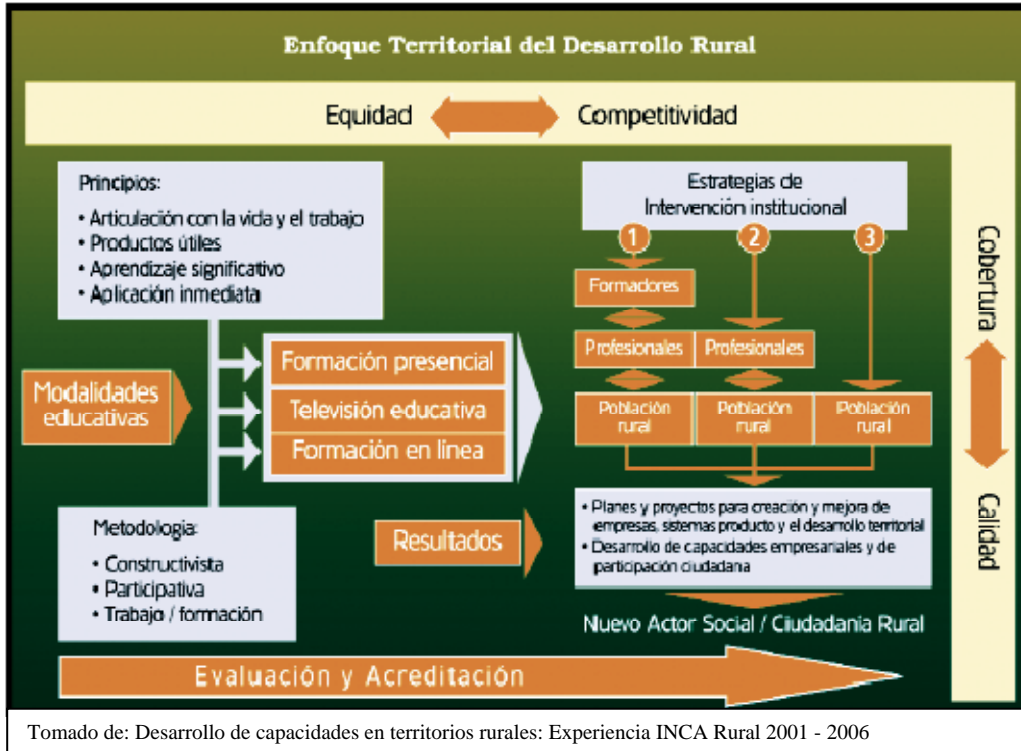 Enfoque Territorial del Desarrollo Rural
Equidad
Competitividad
Principios:
• Articulación con la vida y el trabajo
• Productos útiles
• Aprendizaje significativo
• Aplicación inmediata
Estrategias de
Intervención institucional
1
2
3
Formadores
Profesionales
Profesionales
Población
rural
Población
rural
Población
rural
Modalidades
educativas
Formación presencial
Televisión educativa
Formación en línea
Metodología:
• Constructivista
• Participativa
• Trabajo / formación
Resultados
• Planes y proyectos para creación y mejora de
empresas, sistemas producto y el desarrollo territorial
• Desarrollo de capacidades empresariales y de
participación ciudadana
Nuevo Actor Social / Ciudadanía Rural
Evaluación y Acreditación
Cobertura
Calidad
Tomado de: Desarrollo de capacidades en territorios rurales: Experiencia INCA Rural 2001 - 2006